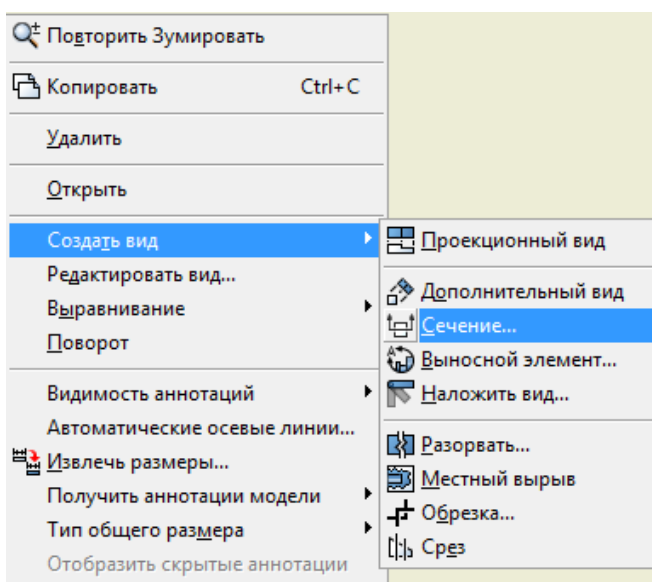 Повторить Зумировать
Копировать Ctrl+C
Удалить
Открыть
Создать вид
Редактировать вид...
Выравнивание
Поворот
Видимость аннотаций
Автоматические осевые линии...
Извлечь размеры...
Получить аннотации модели
Тип общего размера
Отобразить скрытые аннотации
Проекционный вид
Дополнительный вид
Сечение...
Выносной элемент...
Наложить вид...
Разорвать...
Местный вырыв
Обрезка...
Срез